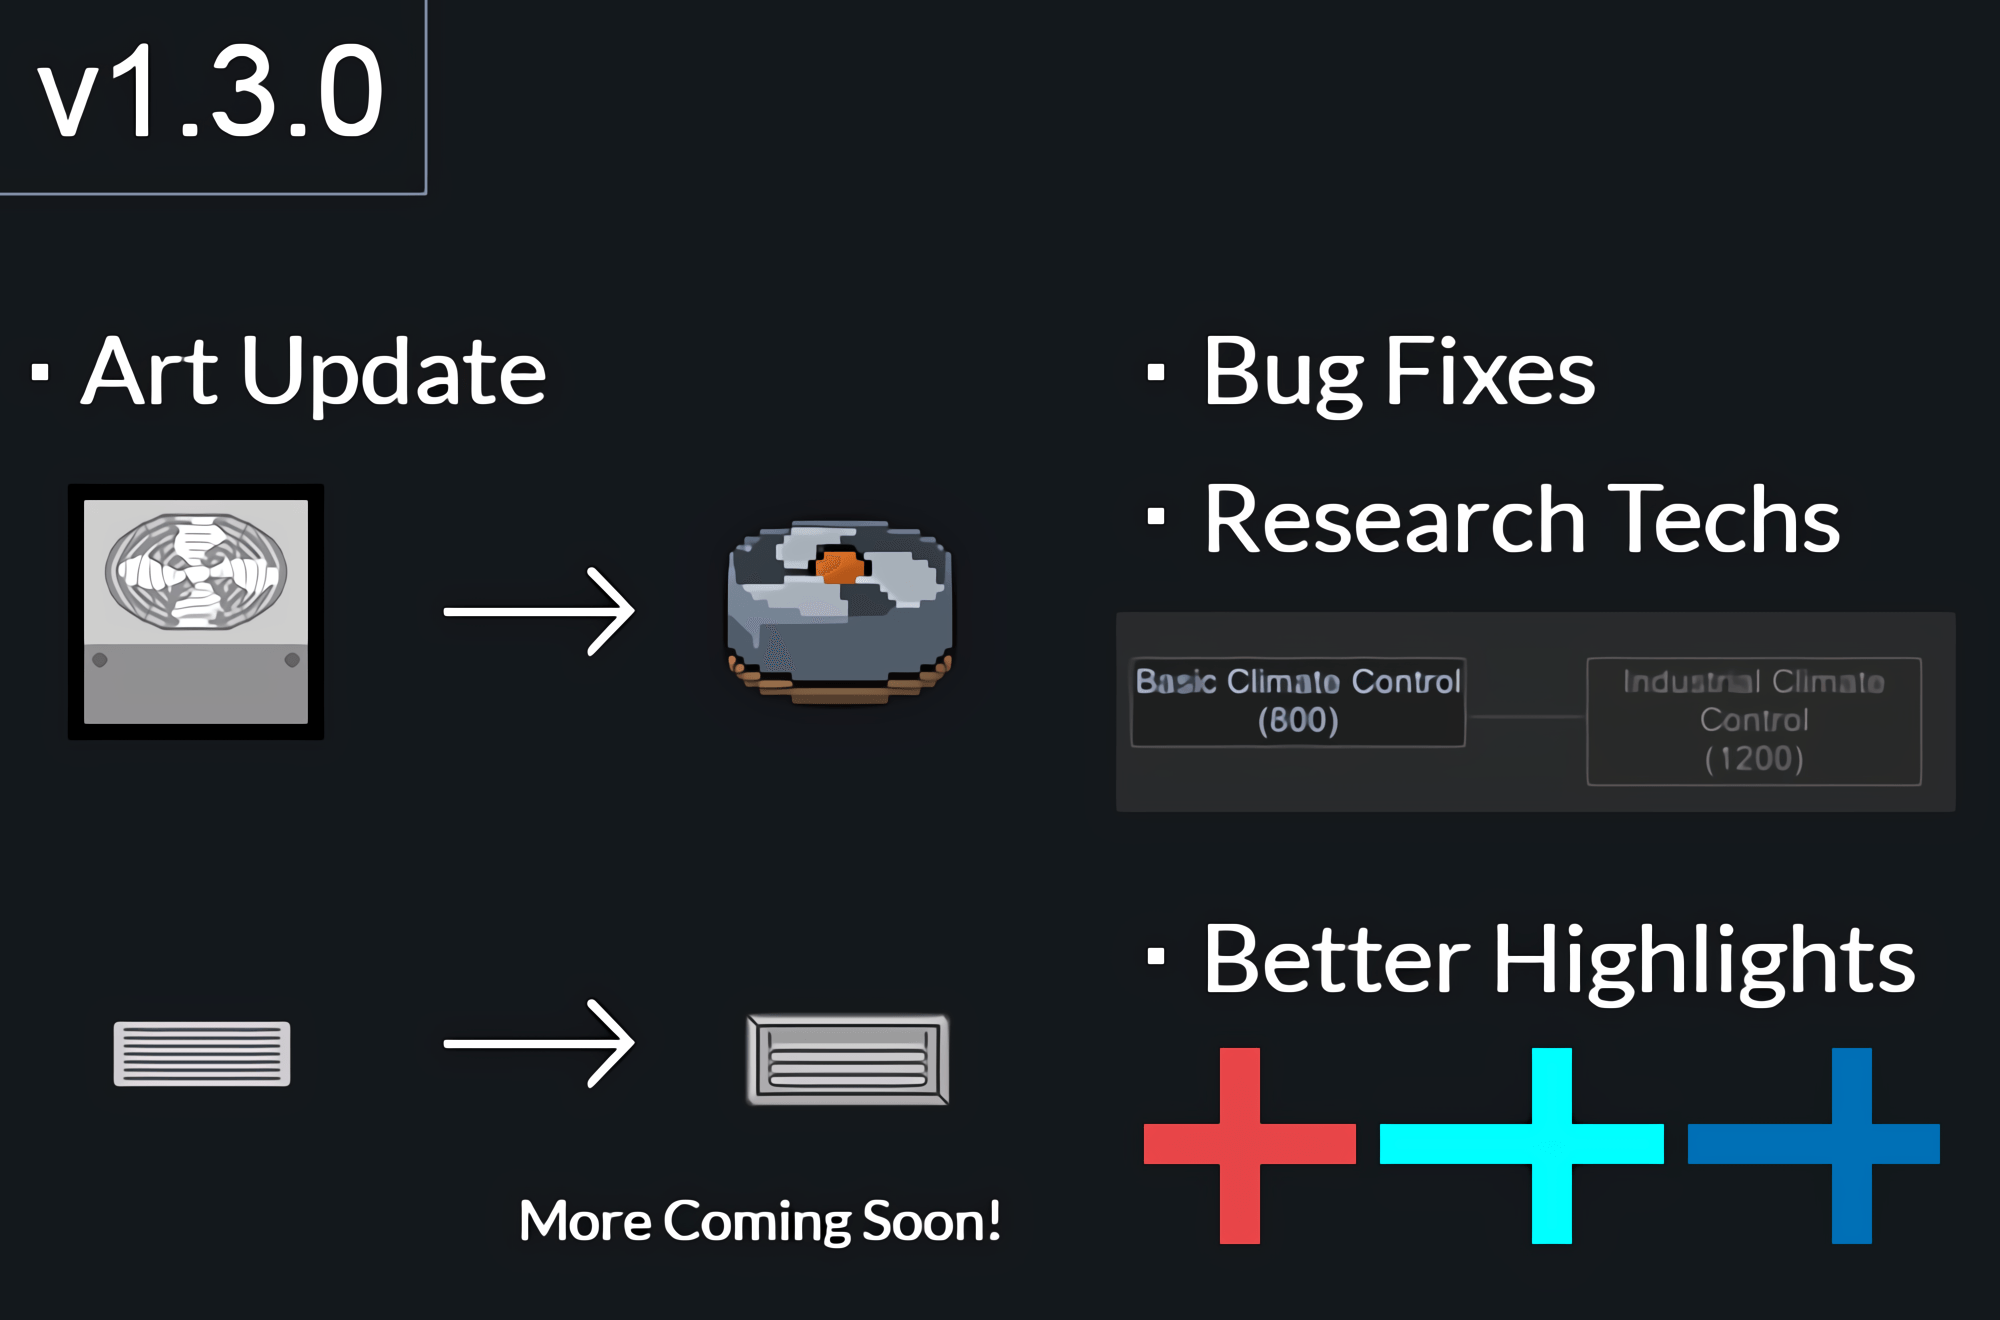 v1.3.0
▪ Art Update
More Coming Soon!
▪ Bug Fixes
▪ Research Techs
Basic Climate Control
(800)
Industrial Climate
Control
(1200)
▪ Better Highlights